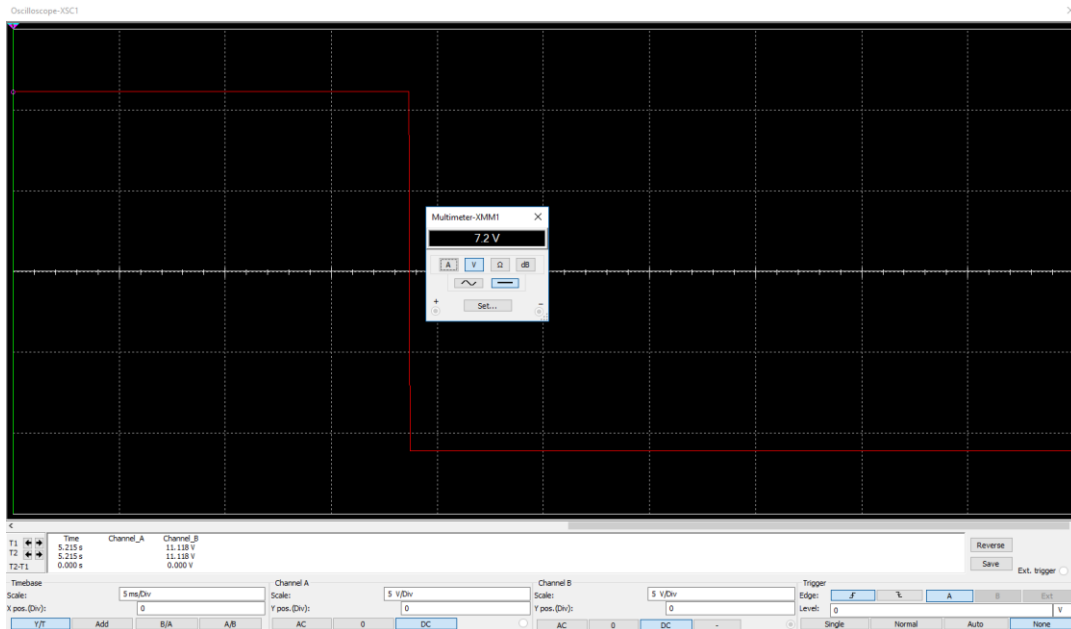 Oscilloscope-XSC1
Multimeter-XMM1
7.2 V
A V Ω dB
+ Set... -
T1
T2
T2-T1
Time Channel_A Channel_B
5.215 s 11.118 V
5.215 s 11.118 V
0.000 s 0.000 V
Reverse
Save
Ext. trigger
Timebase
Scale: 5 ms/Div
X pos.(Div): 0
Y/T Add B/A A/B
Channel A
Scale: 5 V/Div
Y pos.(Div): 0
AC 0 DC
Channel B
Scale: 5 V/Div
Y pos.(Div): 0
AC 0 DC -
Trigger
Edge: A B Ext
Level: 0 V
Single Normal Auto None